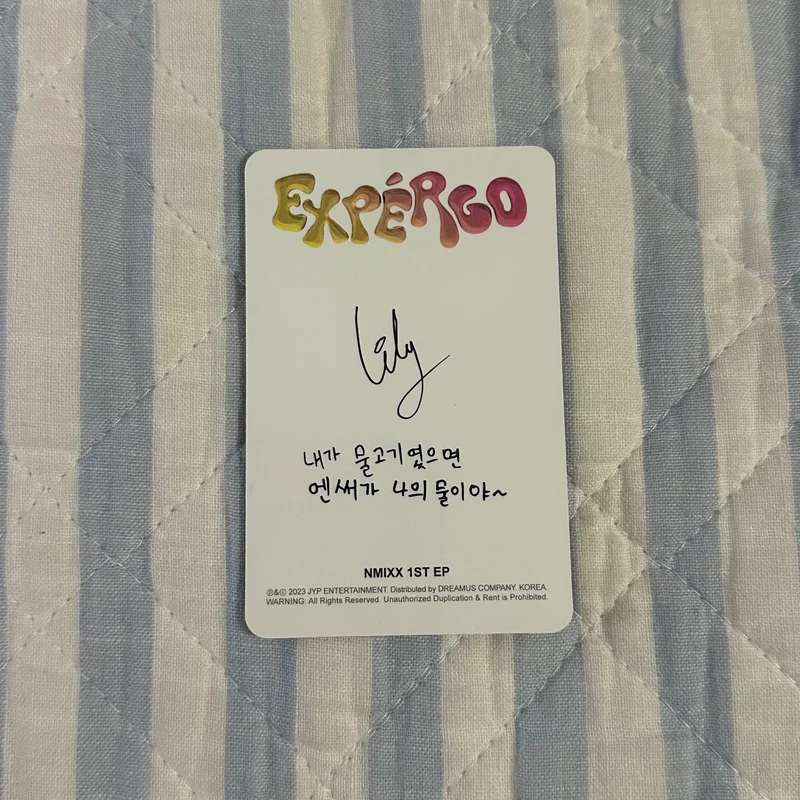 EXPÉRGO
Lily
내가 물고기였으면
엔써가 나의 물이야~
NMIXX 1ST EP
℗&© 2023 JYP ENTERTAINMENT. Distributed by DREAMUS COMPANY, KOREA.
WARNING: All Rights Reserved. Unauthorized Duplication & Rent is Prohibited.